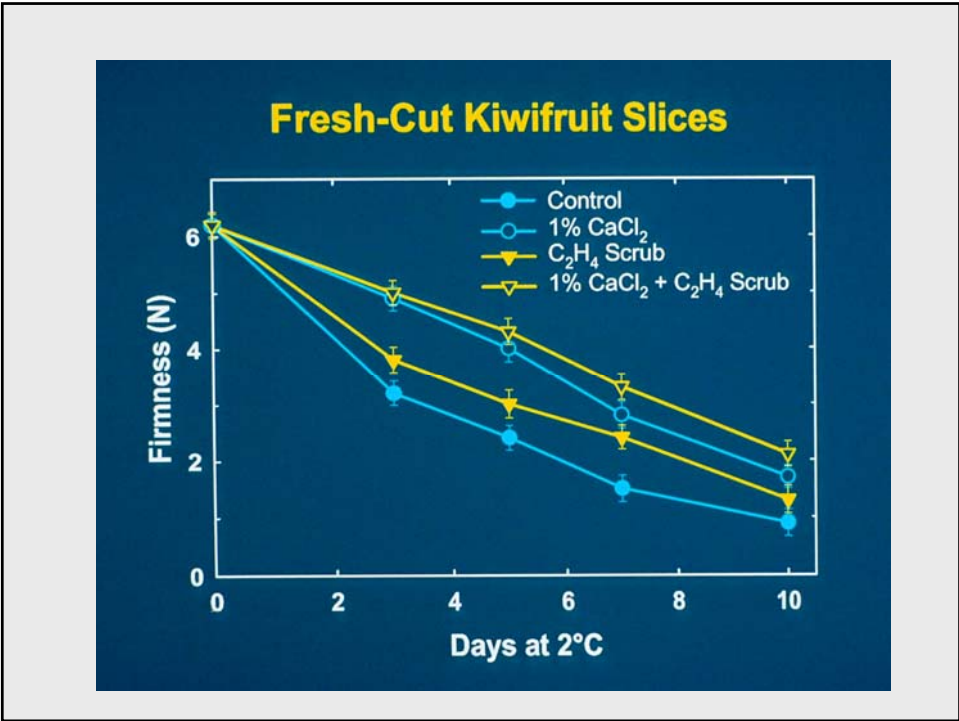 Fresh-Cut Kiwifruit Slices
Control
1% CaCl₂
C₂H₄ Scrub
1% CaCl₂ + C₂H₄ Scrub
Firmness (N)
6
4
2
0
0 2 4 6 8 10
Days at 2°C